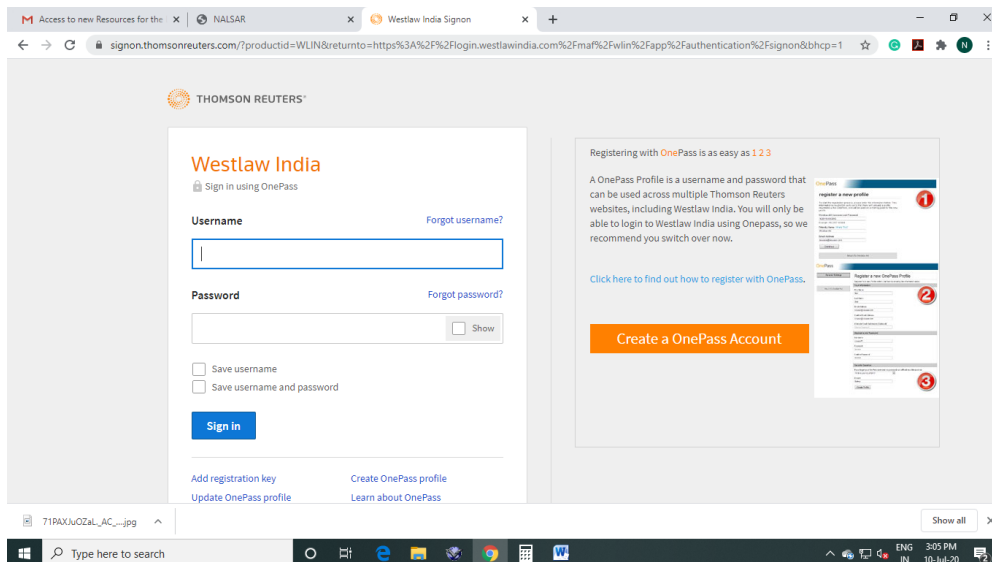 Access to new Resources for the
NALSAR
Westlaw India Signon
signon.thomsonreuters.com/?productid=WLIN&returnto=https%3A%2F%2Flogin.westlawindia.com%2Fmaf%2Fwlin%2Fapp%2Fauthentication%2Fsignon&bhcp=1
N
THOMSON REUTERS®
Westlaw India
Sign in using OnePass
Username
Forgot username?
Password
Forgot password?
Show
Save username
Save username and password
Sign in
Add registration key
Create OnePass profile
Update OnePass profile
Learn about OnePass
Registering with OnePass is as easy as 1 2 3
A OnePass Profile is a username and password that
can be used across multiple Thomson Reuters
websites, including Westlaw India. You will only be
able to login to Westlaw India using Onepass, so we
recommend you switch over now.
Click here to find out how to register with OnePass.
Create a OnePass Account
OnePass
register a new profile
1
OnePass
Register a new OnePass Profile
2
3
71PAXJuOZaL._AC_....jpg
Show all
Type here to search
ENG
IN
3:05 PM
10-Jul-20